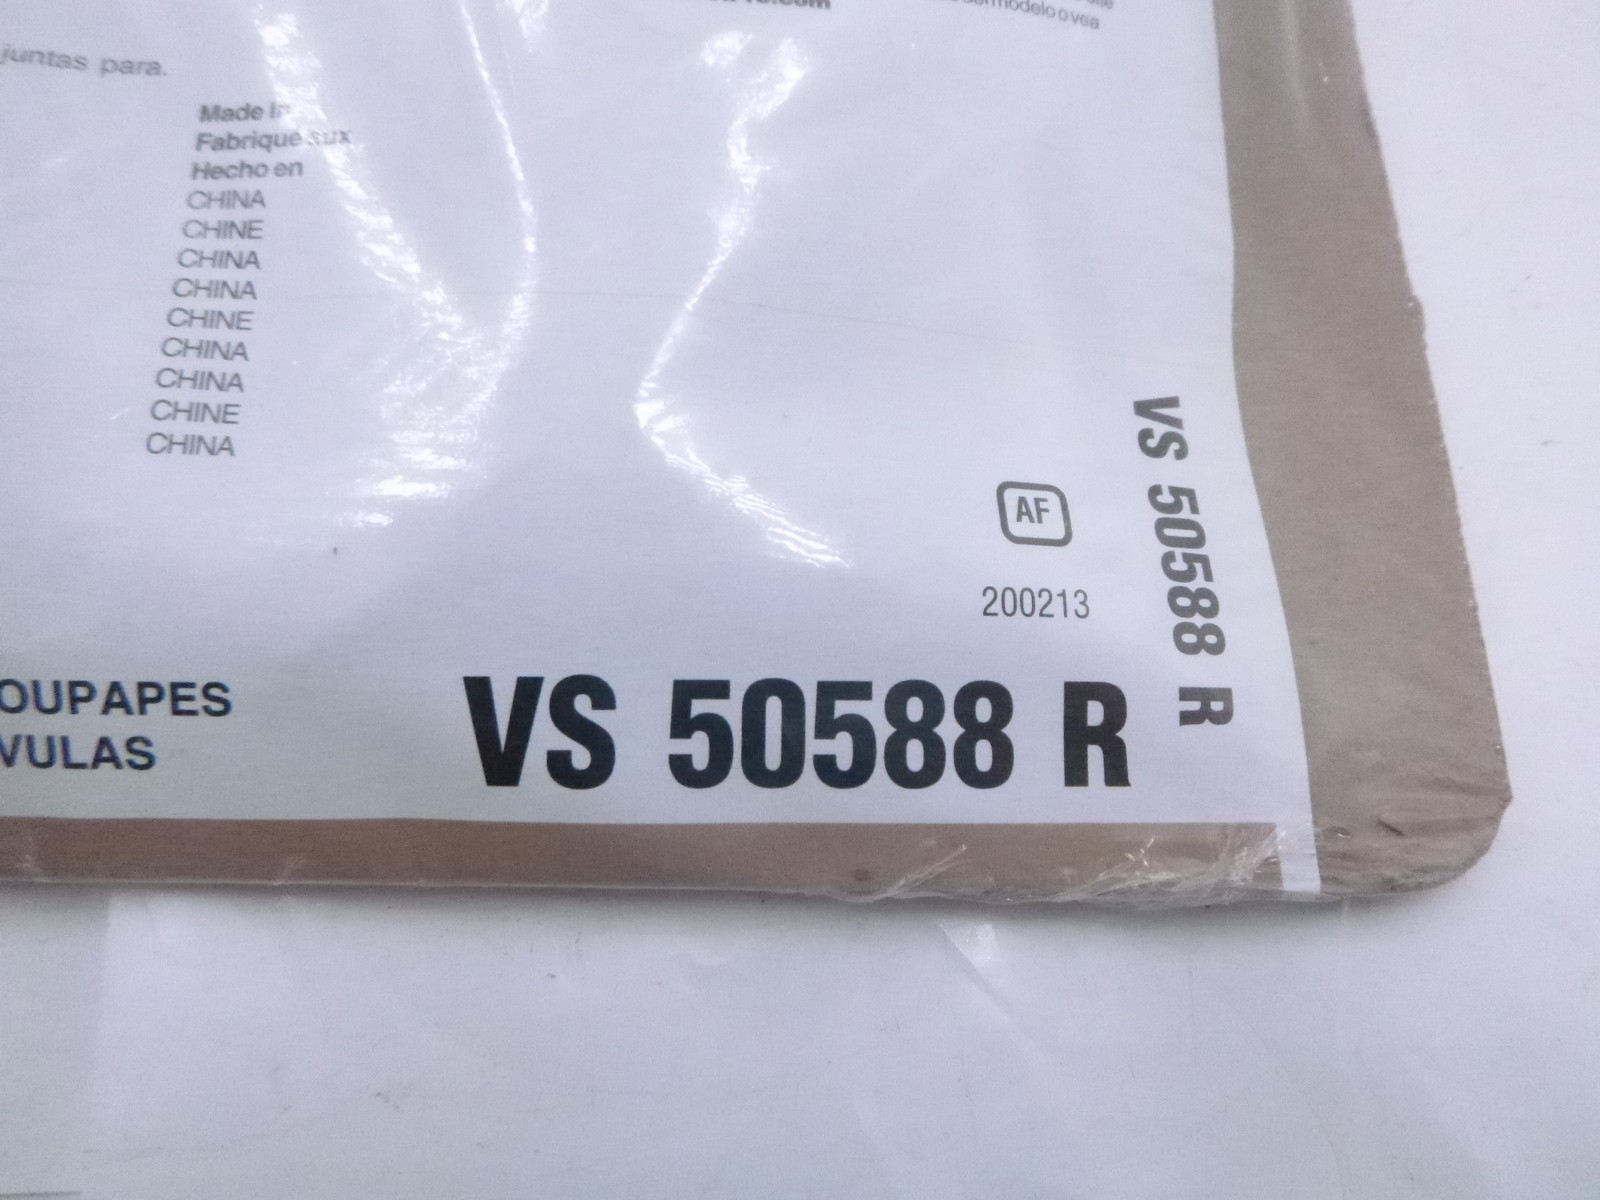 juntas para.
Made in
Fabriqué aux
Hecho en
CHINA
CHINE
CHINA
CHINA
CHINE
CHINA
CHINA
CHINE
CHINA
AF
200213
VS 50588 R
OUPAPES
VULAS
VS 50588 R